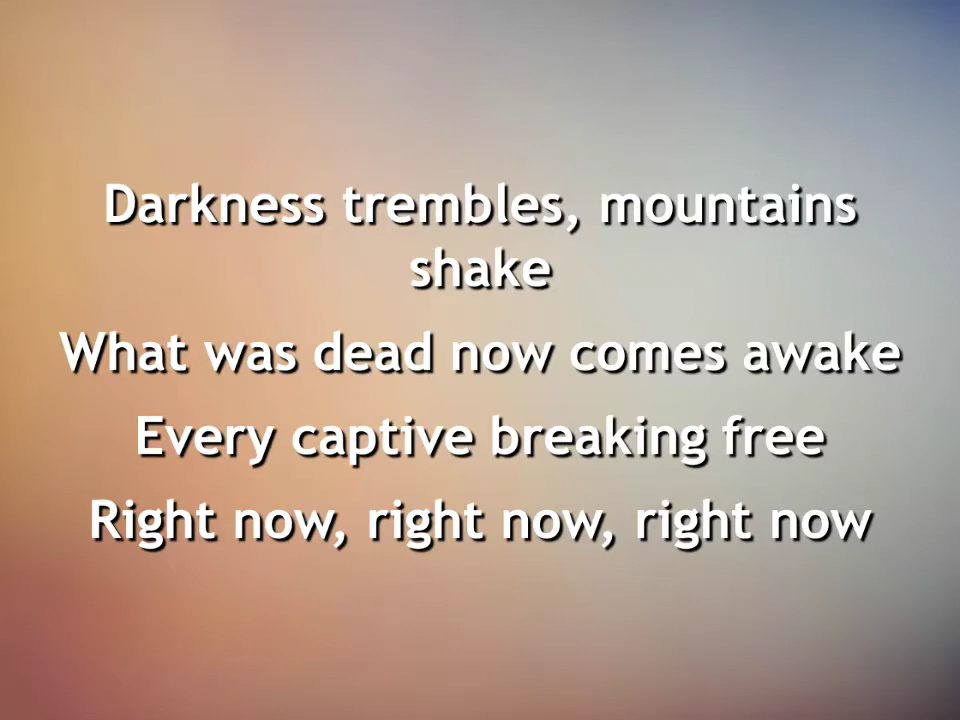 Darkness trembles, mountains
shake
What was dead now comes awake
Every captive breaking free
Right now, right now, right now